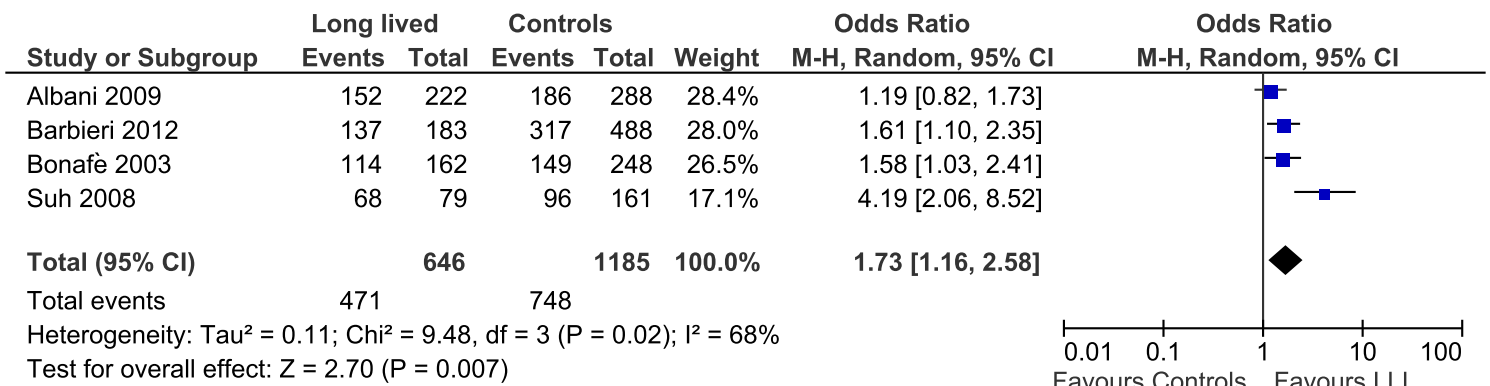 Long lived Controls Odds Ratio Odds Ratio
Study or Subgroup Events Total Events Total Weight M-H, Random, 95% CI M-H, Random, 95% CI
Albani 2009 152 222 186 288 28.4% 1.19 [0.82, 1.73]
Barbieri 2012 137 183 317 488 28.0% 1.61 [1.10, 2.35]
Bonafè 2003 114 162 149 248 26.5% 1.58 [1.03, 2.41]
Suh 2008 68 79 96 161 17.1% 4.19 [2.06, 8.52]
Total (95% CI) 646 1185 100.0% 1.73 [1.16, 2.58]
Total events 471 748
Heterogeneity: Tau² = 0.11; Chi² = 9.48, df = 3 (P = 0.02); I² = 68%
0.01 0.1 1 10 100
Test for overall effect: Z = 2.70 (P = 0.007)
Favours Controls Favours